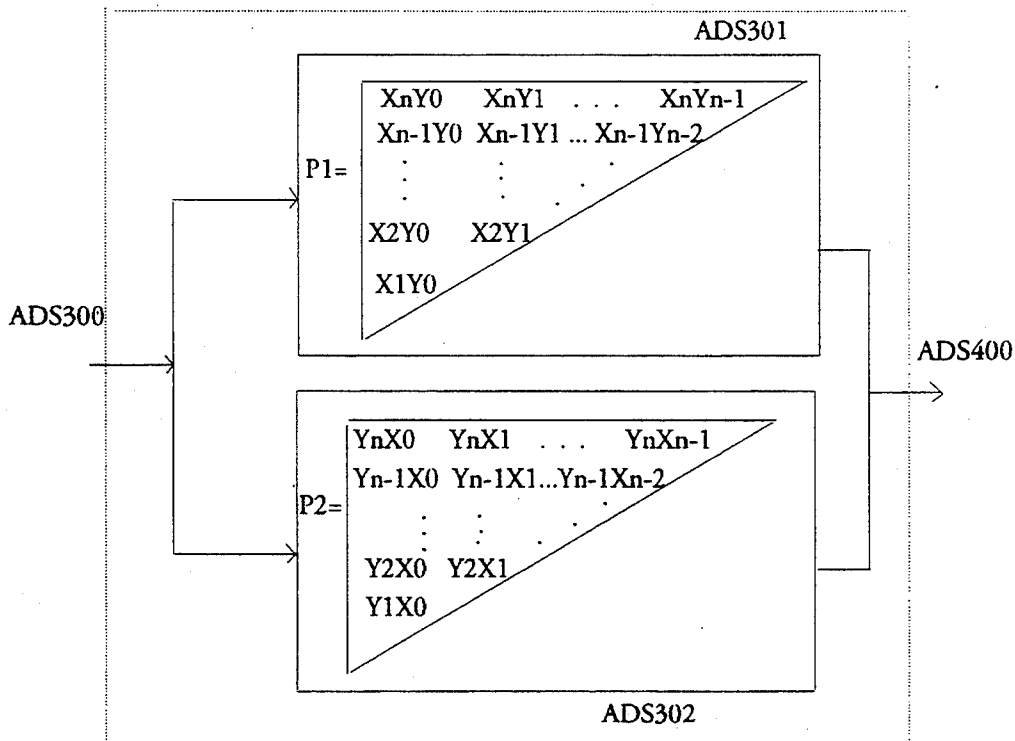 ADS301
XnY0 XnY1 . . . XnYn-1
Xn-1Y0 Xn-1Y1 ... Xn-1Yn-2
P1=
X2Y0 X2Y1
X1Y0
ADS300
ADS400
YnX0 YnX1 . . . YnXn-1
Yn-1X0 Yn-1X1...Yn-1Xn-2
P2=
Y2X0 Y2X1
Y1X0
ADS302